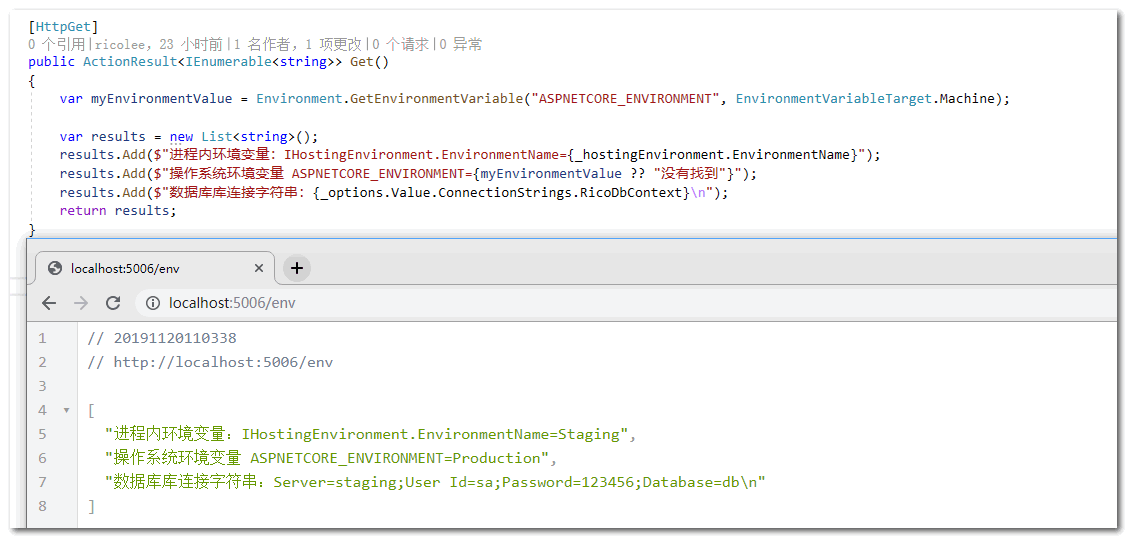 [HttpGet]
0 个引用|ricolee，23 小时前|1 名作者，1 项更改|0 个请求|0 异常
public ActionResult<IEnumerable<string>> Get()
{
    var myEnvironmentValue = Environment.GetEnvironmentVariable("ASPNETCORE_ENVIRONMENT", EnvironmentVariableTarget.Machine);
    var results = new List<string>();
    results.Add($"进程内环境变量：IHostingEnvironment.EnvironmentName={_hostingEnvironment.EnvironmentName}");
    results.Add($"操作系统环境变量 ASPNETCORE_ENVIRONMENT={myEnvironmentValue ?? "没有找到"}");
    results.Add($"数据库库连接字符串：{_options.Value.ConnectionStrings.RicoDbContext}\n");
    return results;
}
localhost:5006/env
localhost:5006/env
1 // 20191120110338
2 // http://localhost:5006/env
3
4 [
5 "进程内环境变量：IHostingEnvironment.EnvironmentName=Staging",
6 "操作系统环境变量 ASPNETCORE_ENVIRONMENT=Production",
7 "数据库库连接字符串：Server=staging;User Id=sa;Password=123456;Database=db\n"
8 ]